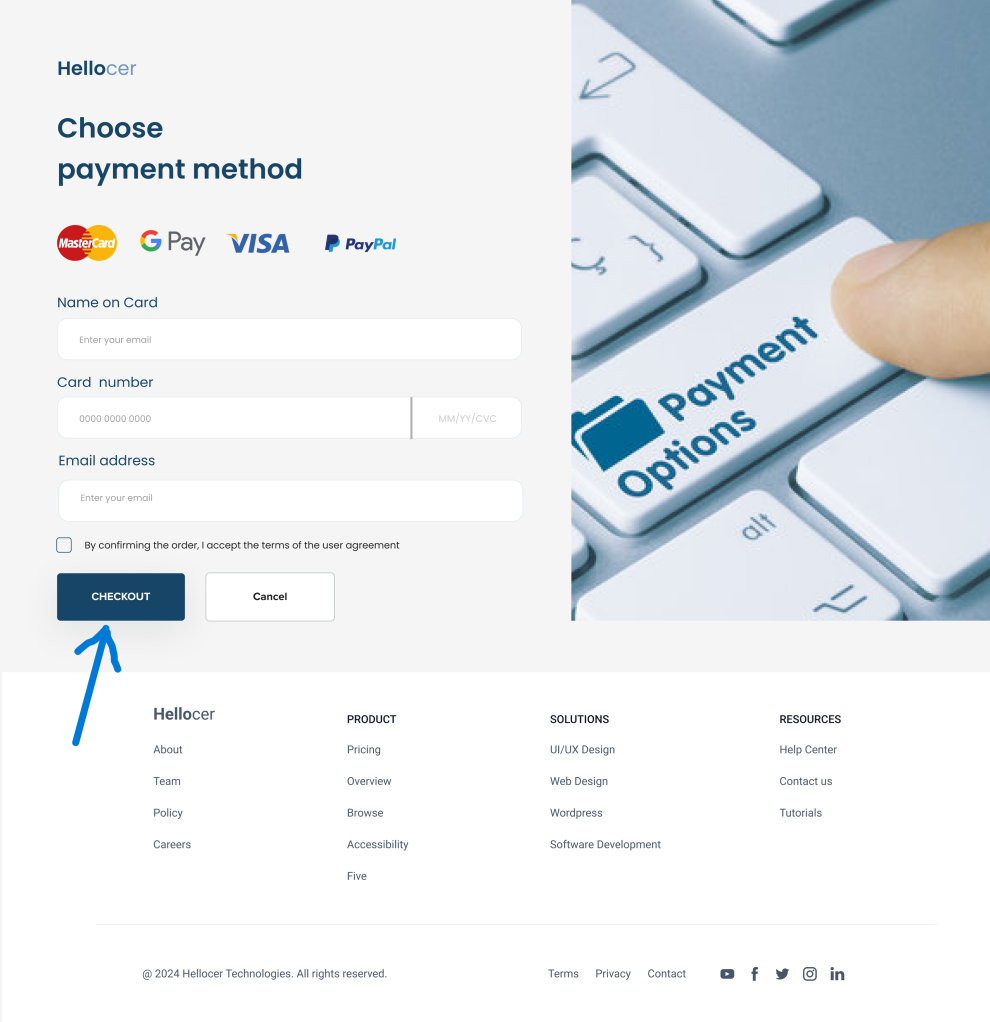 Hellocer
Choose
payment method
MasterCard
G Pay
VISA
PayPal
Name on Card
Enter your email
Card number
0000 0000 0000
MM/YY/CVC
Email address
Enter your email
By confirming the order, I accept the terms of the user agreement
CHECKOUT
Cancel
Ç }
Payment
Options
alt
Hellocer
About
Team
Policy
Careers
PRODUCT
Pricing
Overview
Browse
Accessibility
Five
SOLUTIONS
UI/UX Design
Web Design
Wordpress
Software Development
RESOURCES
Help Center
Contact us
Tutorials
@ 2024 Hellocer Technologies. All rights reserved.
Terms Privacy Contact